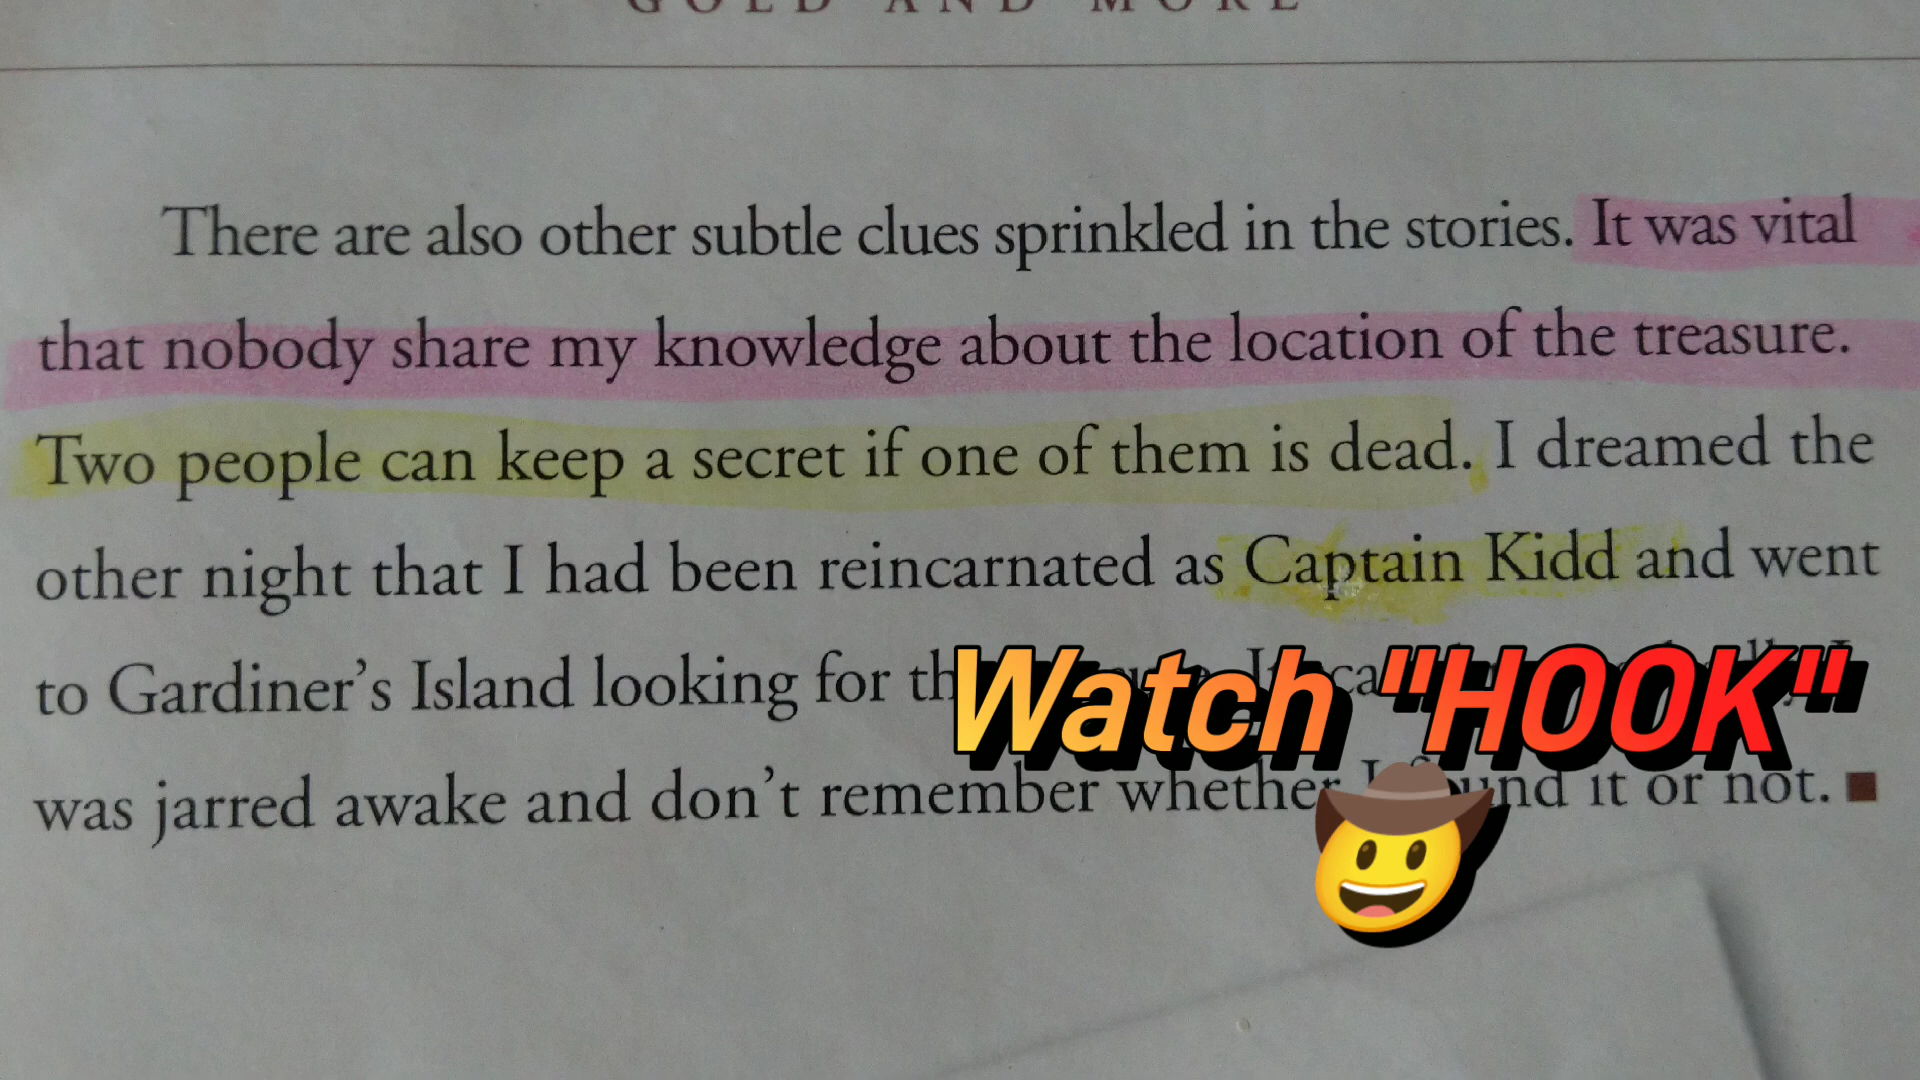 GOLD AND MORE
There are also other subtle clues sprinkled in the stories. It was vital
that nobody share my knowledge about the location of the treasure.
Two people can keep a secret if one of them is dead. I dreamed the
other night that I had been reincarnated as Captain Kidd and went
to Gardiner's Island looking for
Watch "HOOK"
was jarred awake and don't remember whether I found it or not.